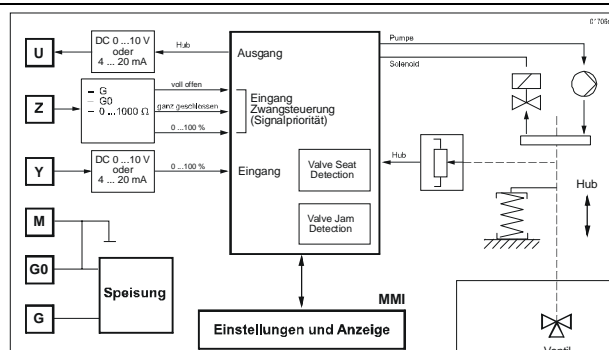 U
DC 0 ...10 V
oder
4 ... 20 mA
Hub
Ausgang
Pumpe
Solenoid
Z
– G
– G0
– 0 ...1000 Ω
voll offen
ganz geschlossen
0 ...100 %
Eingang
Zwangsteuerung
(Signalpriorität)
Y
DC 0 ...10 V
oder
4 ... 20 mA
0 ...100 %
Eingang
Valve Seat
Detection
Valve Jam
Detection
Hub
Hub
M
G0
G
Speisung
MMI
Einstellungen und Anzeige